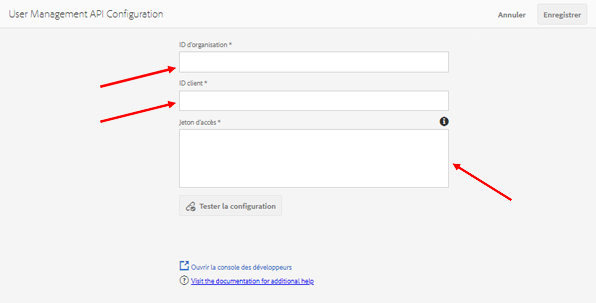 User Management API Configuration
Annuler
Enregistrer
ID d'organisation *
ID client *
Jeton d'accès *
Tester la configuration
Ouvrir la console des développeurs
Visit the documentation for additional help